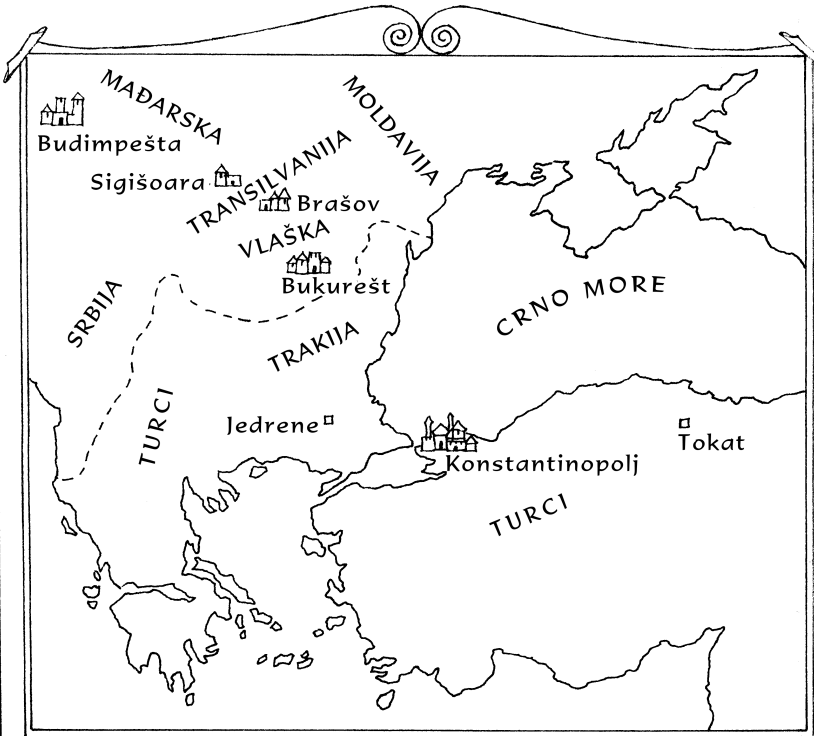 MAĐARSKA
MOLDAVIJA
Budimpešta
TRANSILVANIJA
Sigišoara
Brašov
VLAŠKA
Bukurešt
SRBIJA
CRNO MORE
TRAKIJA
TURCI
Jedrene
Konstantinopolj
Tokat
TURCI